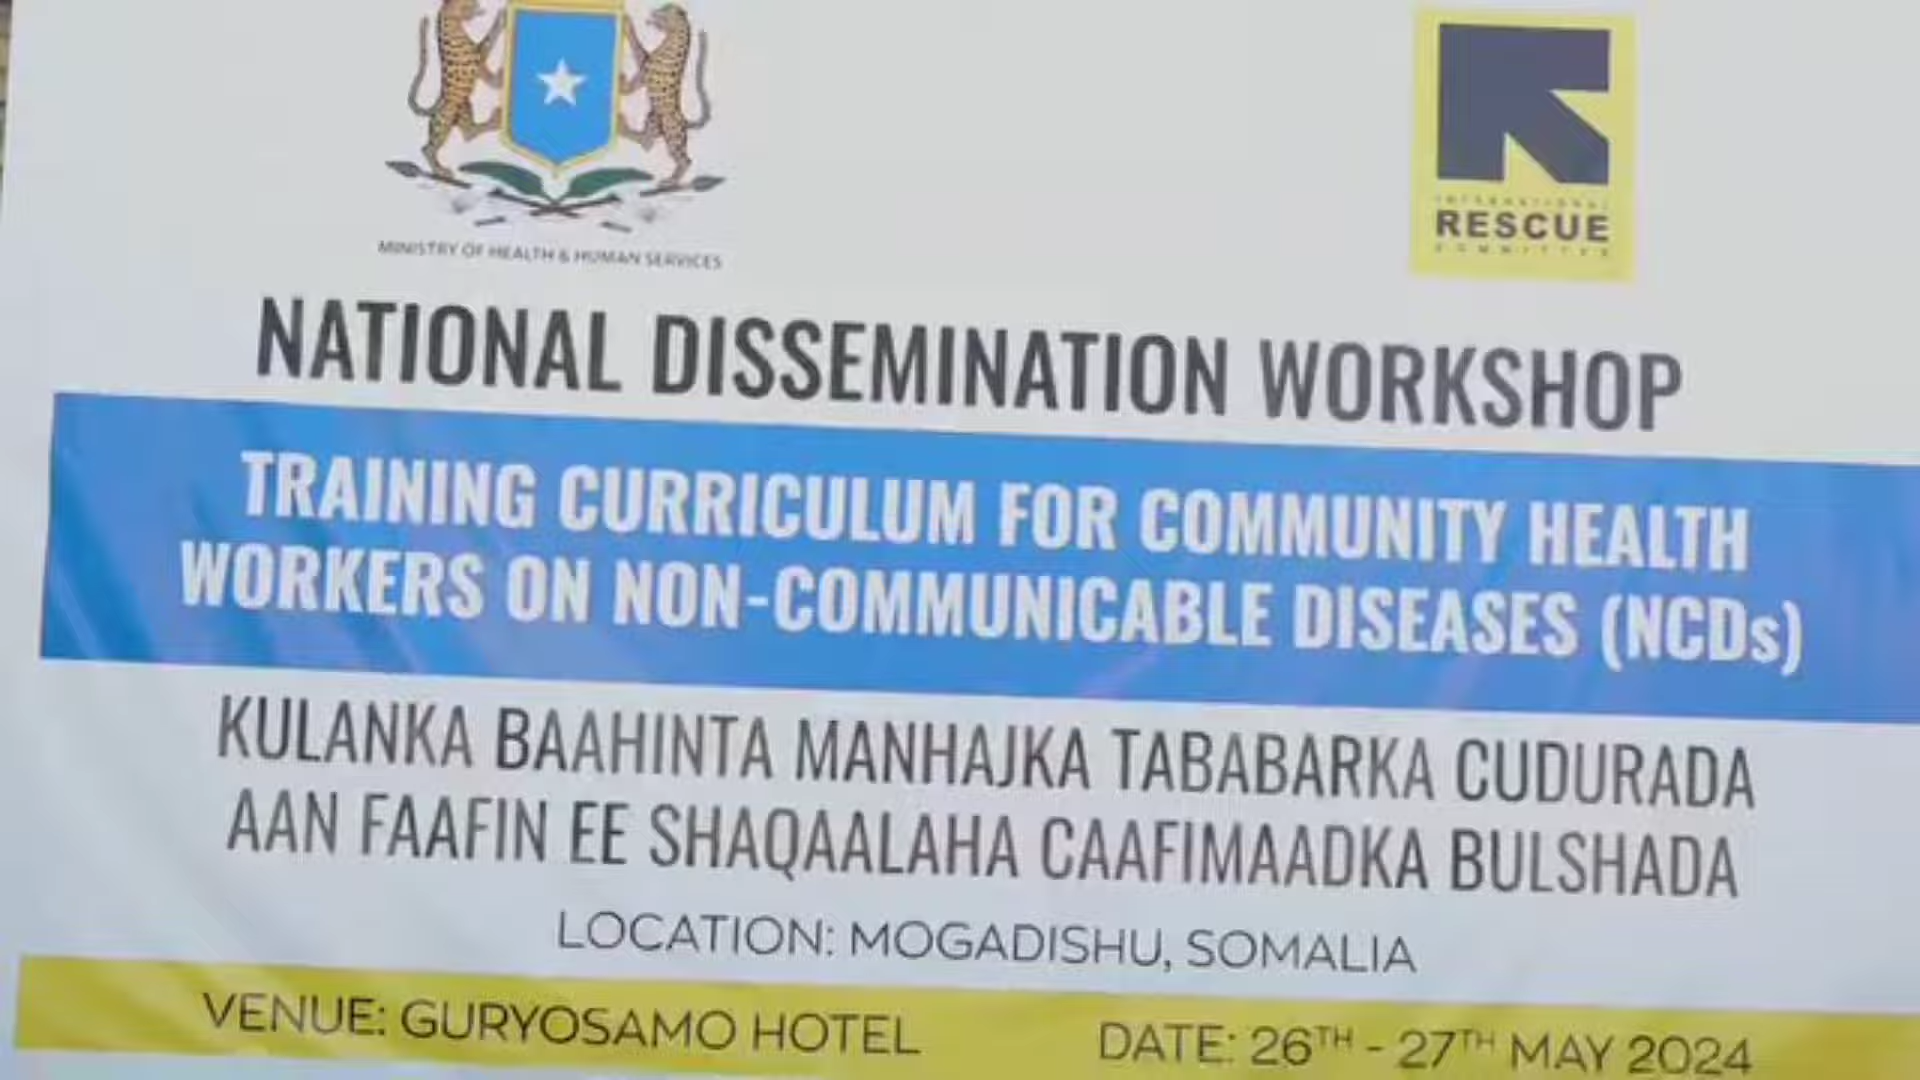 MINISTRY OF HEALTH & HUMAN SERVICES
INTERNATIONAL
RESCUE
COMMITTEE
NATIONAL DISSEMINATION WORKSHOP
TRAINING CURRICULUM FOR COMMUNITY HEALTH
WORKERS ON NON-COMMUNICABLE DISEASES (NCDs)
KULANKA BAAHINTA MANHAJKA TABABARKA CUDURADA
AAN FAAFIN EE SHAQAALAHA CAAFIMAADKA BULSHADA
LOCATION: MOGADISHU, SOMALIA
VENUE: GURYOSAMO HOTEL DATE: 26TH - 27TH MAY 2024